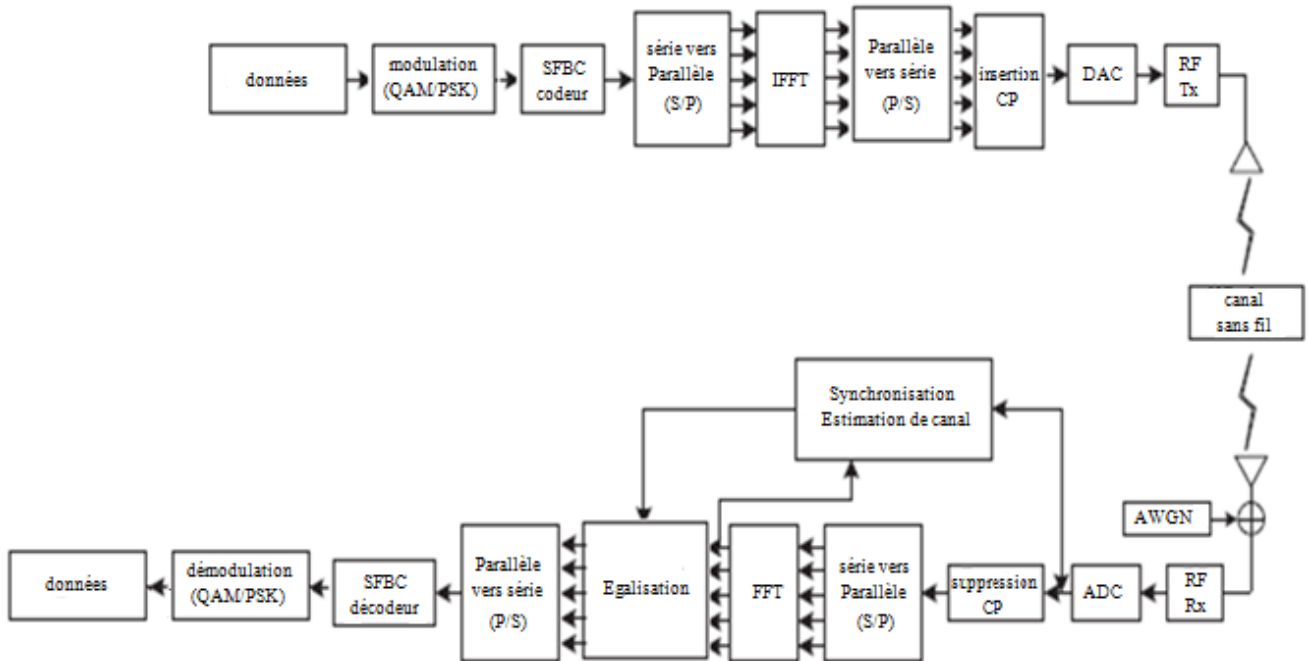 données
modulation
(QAM/PSK)
SFBC
codeur
série vers
Parallèle
(S/P)
IFFT
Parallèle
vers série
(P/S)
insertion
CP
DAC
RF
Tx
canal
sans fil
Synchronisation
Estimation de canal
AWGN
données
démodulation
(QAM/PSK)
SFBC
décodeur
Parallèle
vers série
(P/S)
Egalisation
FFT
série vers
Parallèle
(S/P)
suppression
CP
ADC
RF
Rx